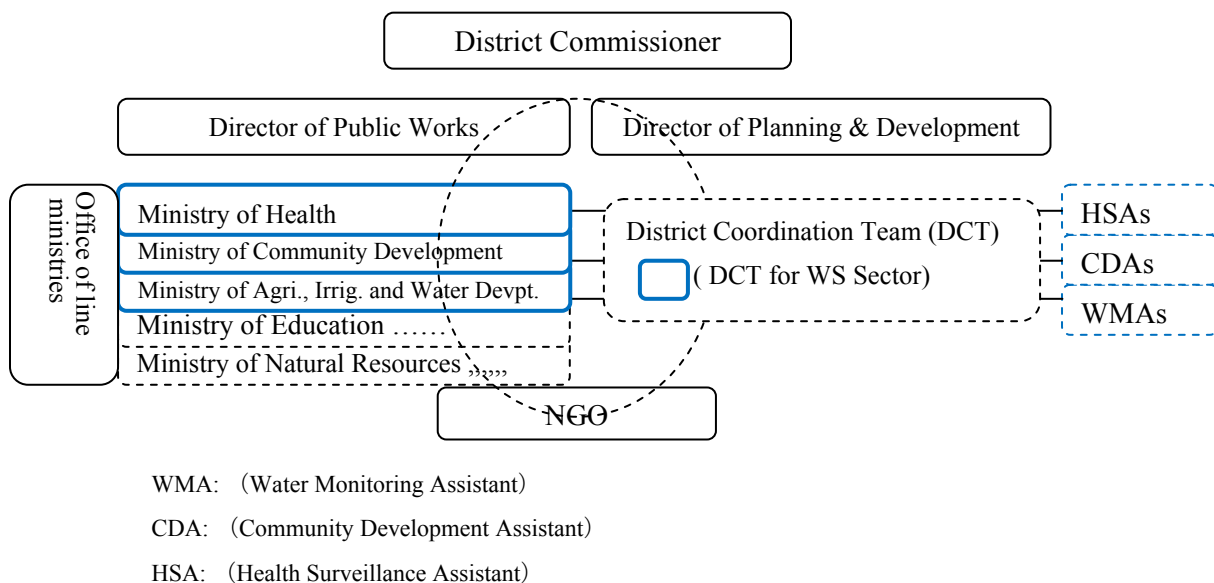 District Commissioner
Director of Public Works
Director of Planning & Development
Office of line
ministries
Ministry of Health
Ministry of Community Development
Ministry of Agri., Irrig. and Water Devpt.
Ministry of Education ……
Ministry of Natural Resources ,,,,,,
District Coordination Team (DCT)
( DCT for WS Sector)
HSAs
CDAs
WMAs
NGO
WMA: （Water Monitoring Assistant）
CDA: （Community Development Assistant）
HSA: （Health Surveillance Assistant）